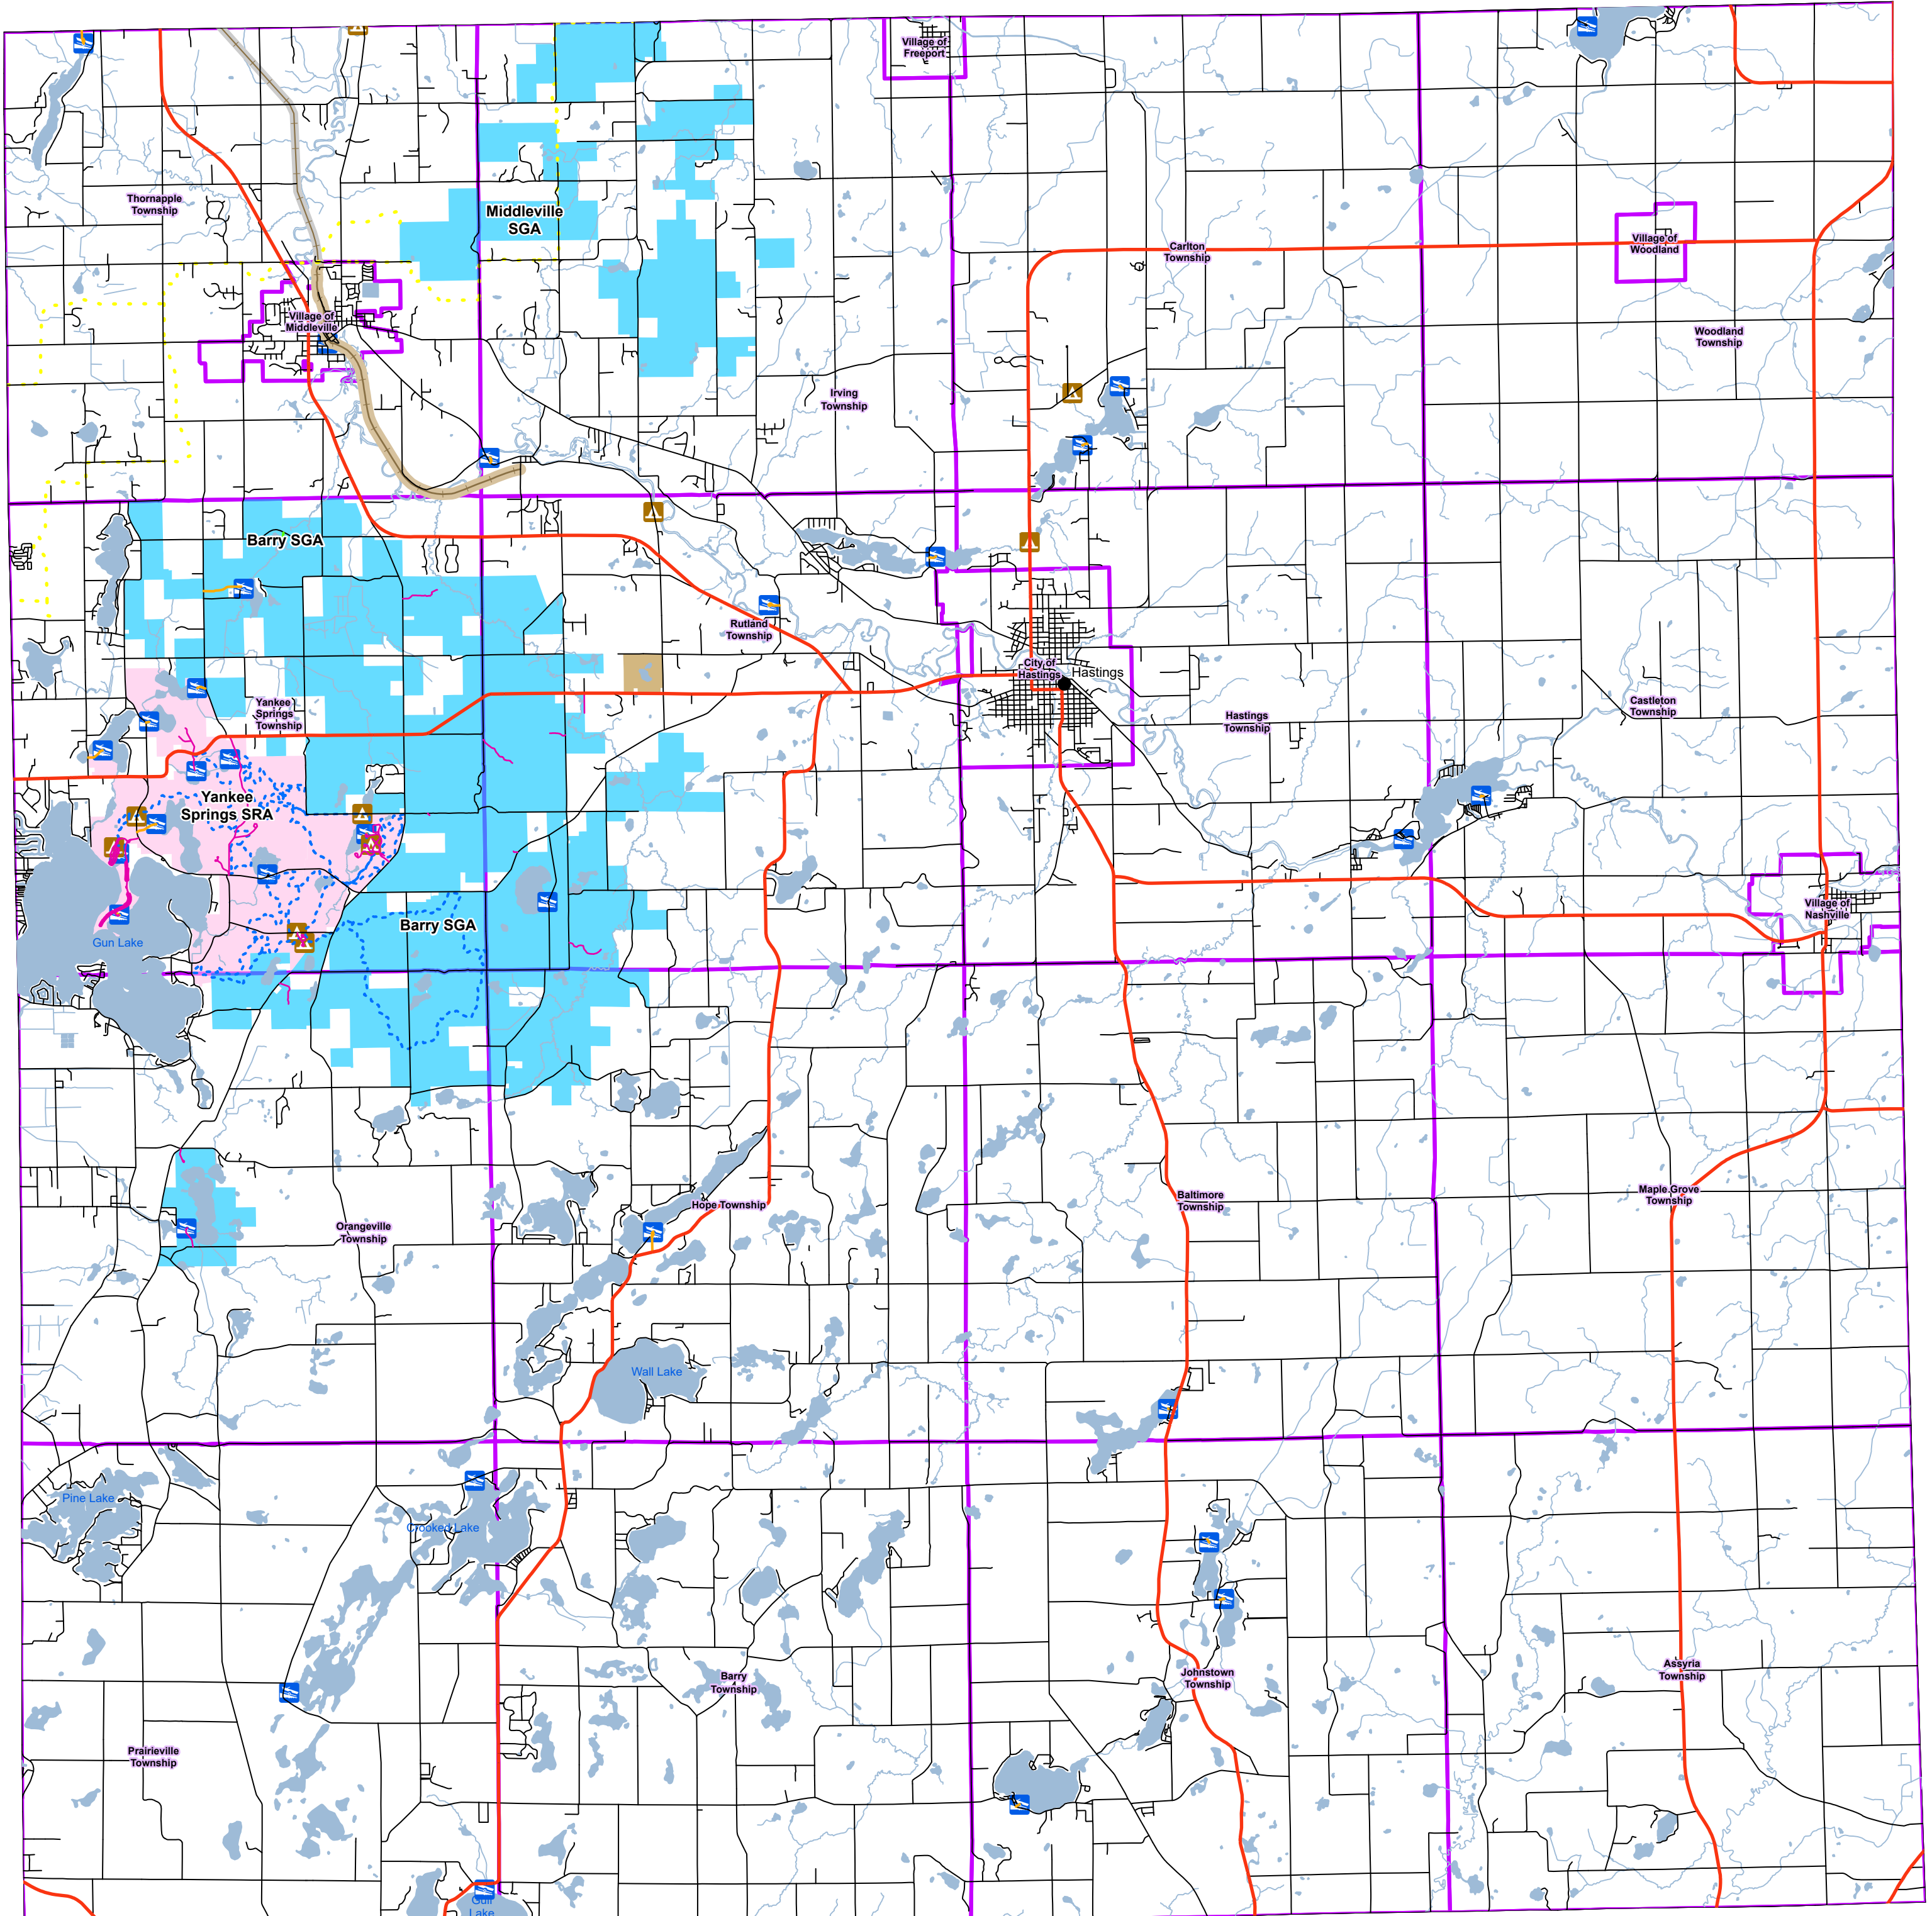 Village of
Freeport
Thornapple
Township
Middleville
SGA
Carlton
Township
Village of
Woodland
Village of
Middleville
Woodland
Township
Irving
Township
Barry SGA
Rutland
Township
City of
Hastings
Hastings
Yankee
Springs
Township
Hastings
Township
Castleton
Township
Yankee
Springs SRA
Village of
Nashville
Barry SGA
Gun Lake
Hope Township
Baltimore
Township
Maple Grove
Township
Orangeville
Township
Wall Lake
Pine Lake
Crooked Lake
Barry
Township
Johnstown
Township
Assyria
Township
Prairieville
Township
Gull
Lake